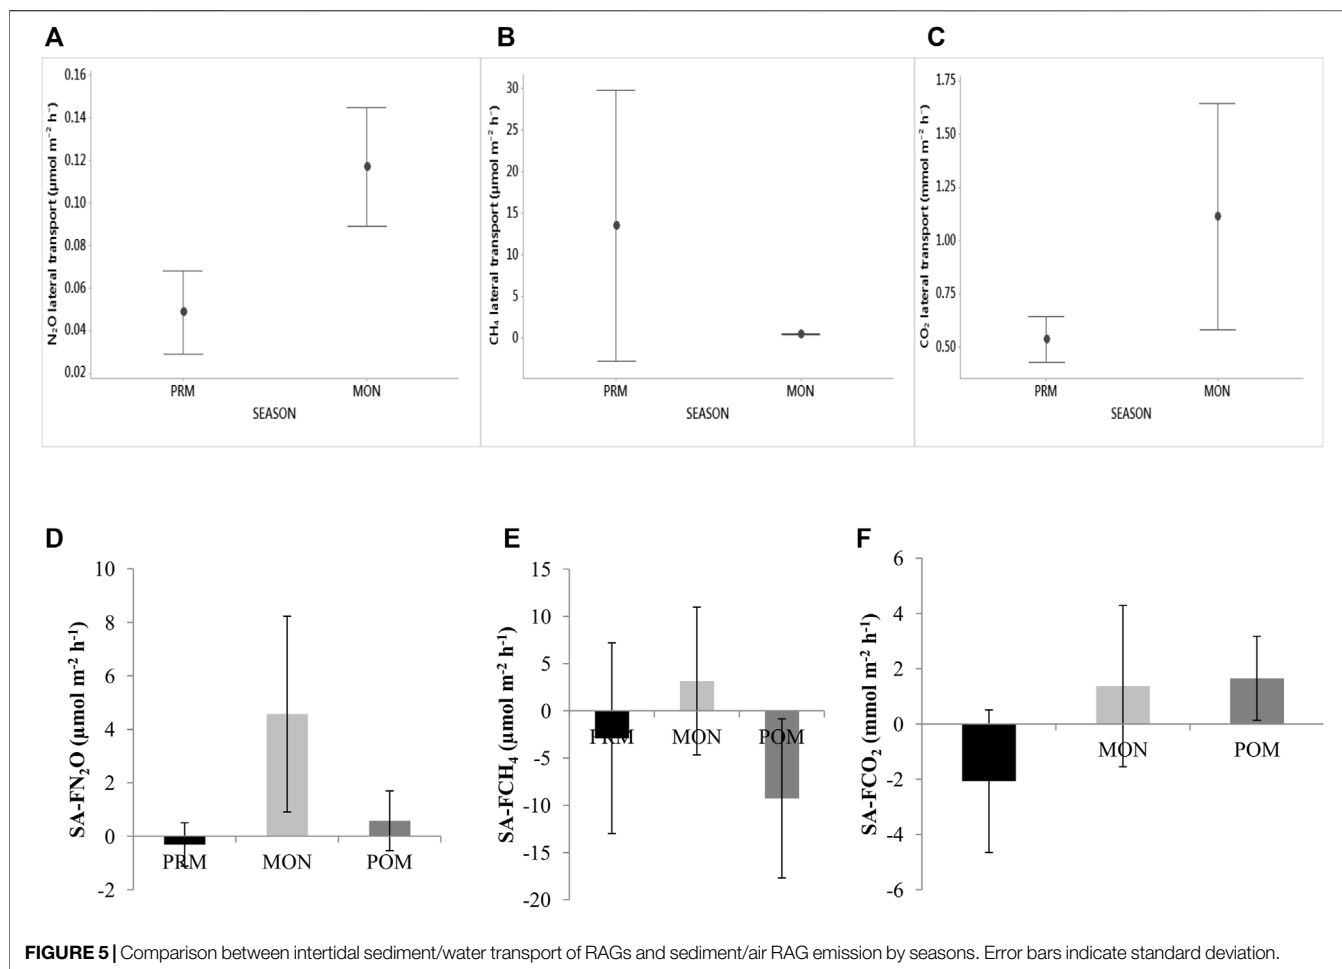 A
B
C
N₂O lateral transport (μmol m⁻² h⁻)
0.16
0.14
0.12
0.10
0.08
0.06
0.04
0.02
PRM
MON
SEASON
CH₄ lateral transport (μmol m⁻² h⁻)
30
25
20
15
10
5
0
PRM
MON
SEASON
CO₂ lateral transport (mmol m⁻² h⁻)
1.75
1.50
1.25
1.00
0.75
0.50
PRM
MON
SEASON
D
E
F
SA-FN₂O (μmol m⁻² h⁻¹)
10
8
6
4
2
0
-2
PRM
MON
POM
SA-FCH₄ (μmol m⁻² h⁻¹)
15
10
5
0
-5
-10
-15
-20
PRM
MON
POM
SA-FCO₂ (mmol m⁻² h⁻¹)
6
4
2
0
-2
-4
-6
MON
POM
FIGURE 5 | Comparison between intertidal sediment/water transport of RAGs and sediment/air RAG emission by seasons. Error bars indicate standard deviation.